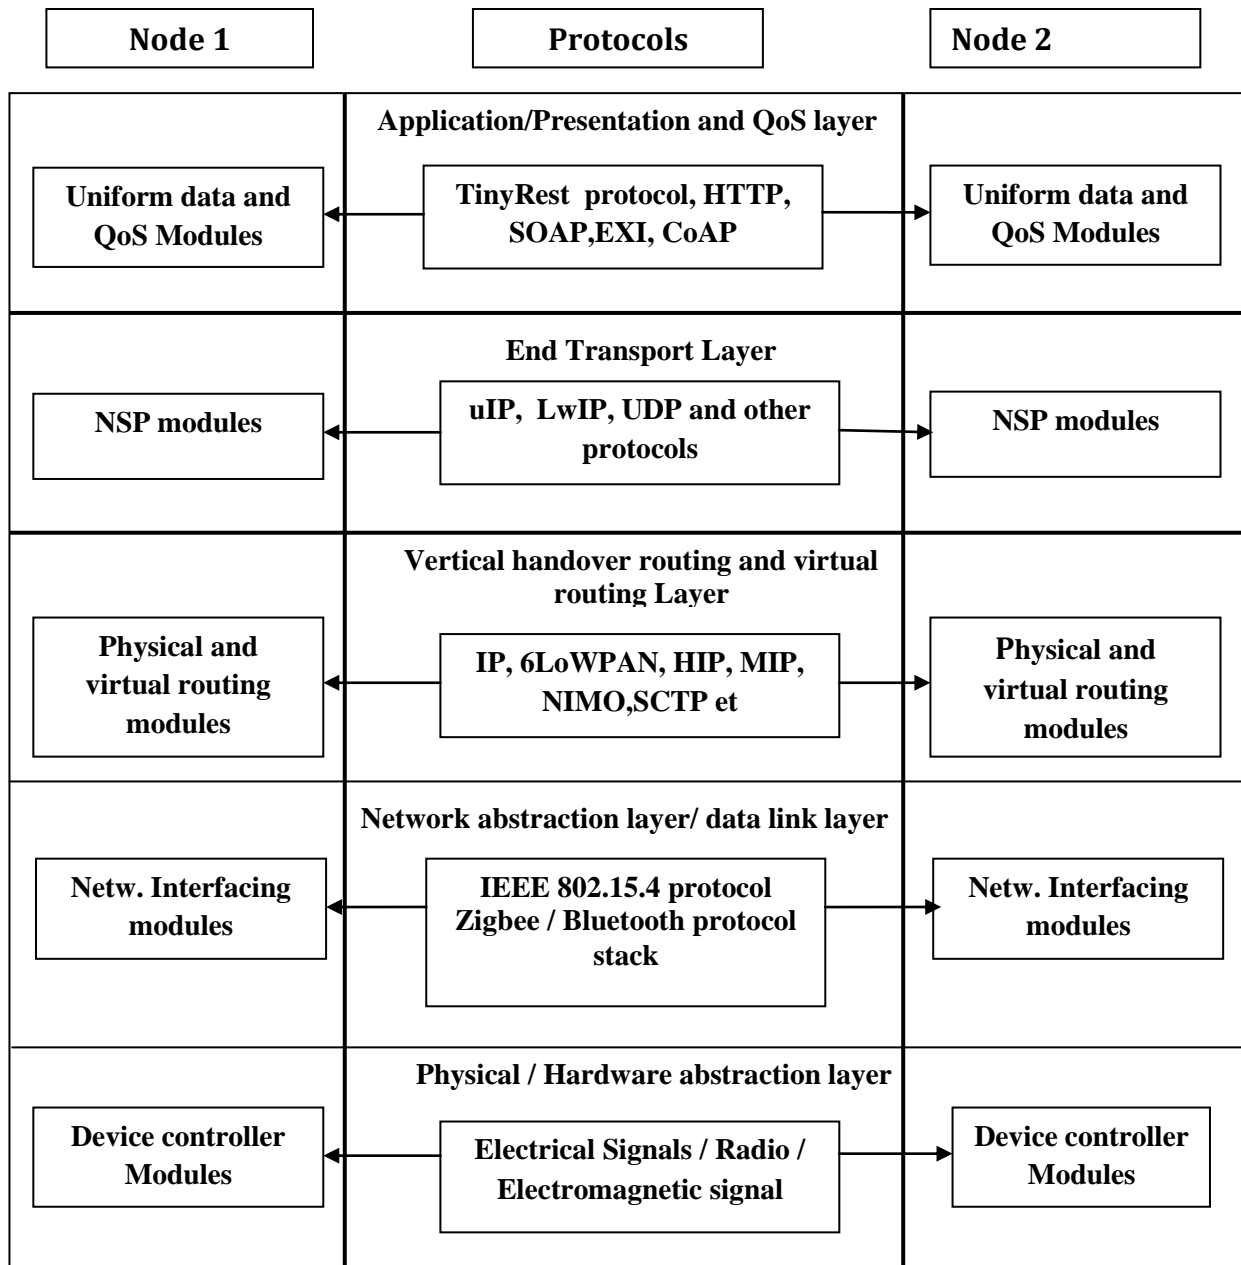 Node 1
Protocols
Node 2
Application/Presentation and QoS layer
Uniform data and
QoS Modules
TinyRest protocol, HTTP,
SOAP,EXI, CoAP
Uniform data and
QoS Modules
End Transport Layer
NSP modules
uIP, LwIP, UDP and other
protocols
NSP modules
Vertical handover routing and virtual
routing Layer
Physical and
virtual routing
modules
IP, 6LoWPAN, HIP, MIP,
NIMO,SCTP et
Physical and
virtual routing
modules
Network abstraction layer/ data link layer
Netw. Interfacing
modules
IEEE 802.15.4 protocol
Zigbee / Bluetooth protocol
stack
Netw. Interfacing
modules
Physical / Hardware abstraction layer
Device controller
Modules
Electrical Signals / Radio /
Electromagnetic signal
Device controller
Modules